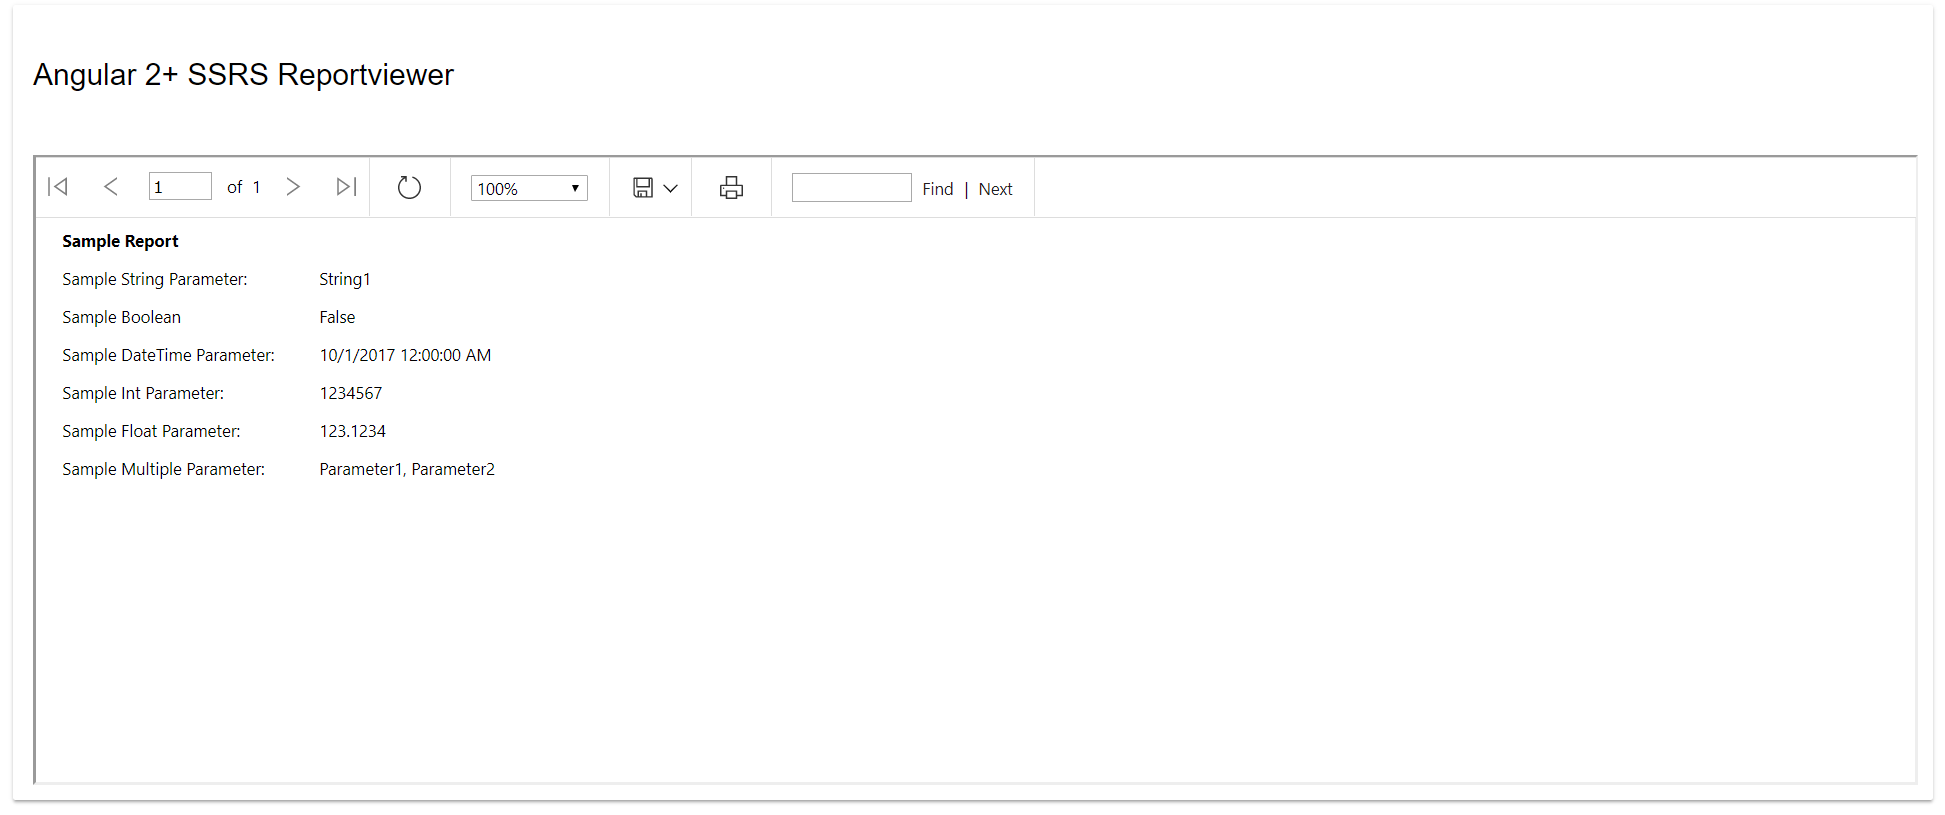 Angular 2+ SSRS Reportviewer
1 of 1 100% Find | Next
Sample Report
Sample String Parameter: String1
Sample Boolean False
Sample DateTime Parameter: 10/1/2017 12:00:00 AM
Sample Int Parameter: 1234567
Sample Float Parameter: 123.1234
Sample Multiple Parameter: Parameter1, Parameter2